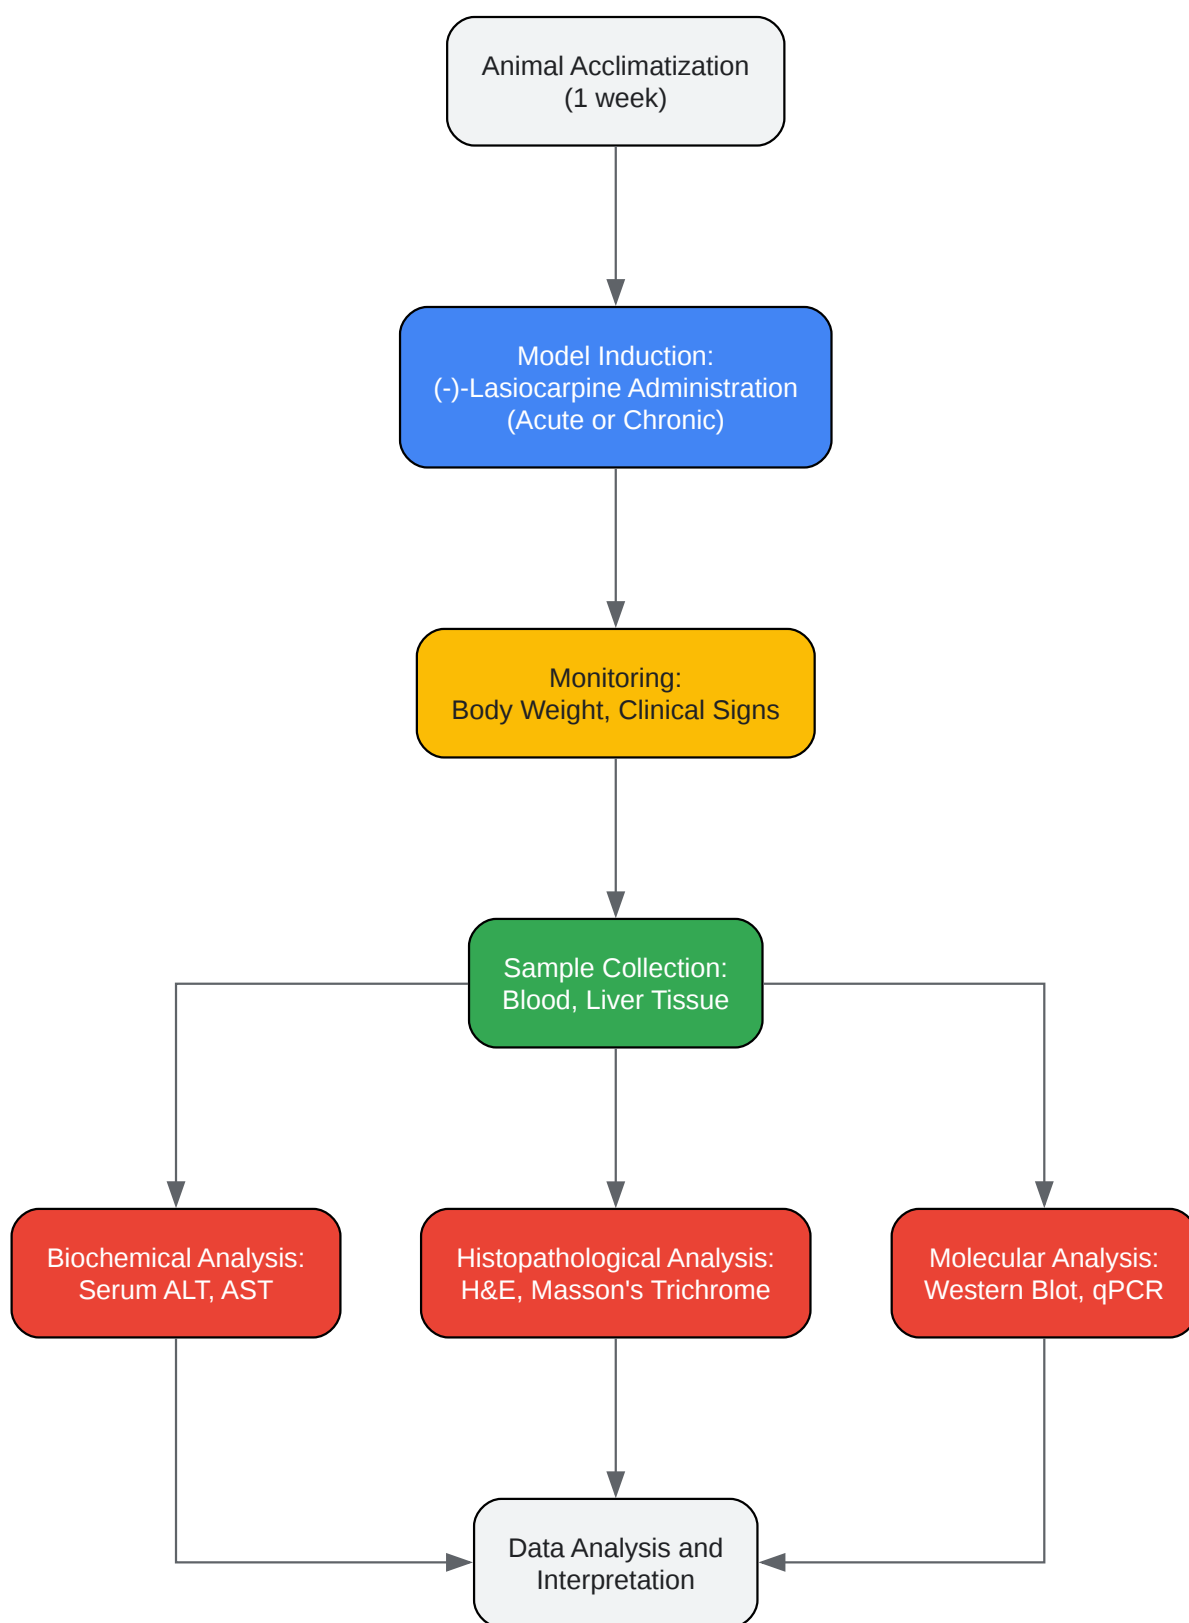 Animal Acclimatization
(1 week)
Model Induction:
(-)-Lasiocarpine Administration
(Acute or Chronic)
Monitoring:
Body Weight, Clinical Signs
Sample Collection:
Blood, Liver Tissue
Biochemical Analysis:
Serum ALT, AST
Histopathological Analysis:
H&E, Masson's Trichrome
Molecular Analysis:
Western Blot, qPCR
Data Analysis and
Interpretation